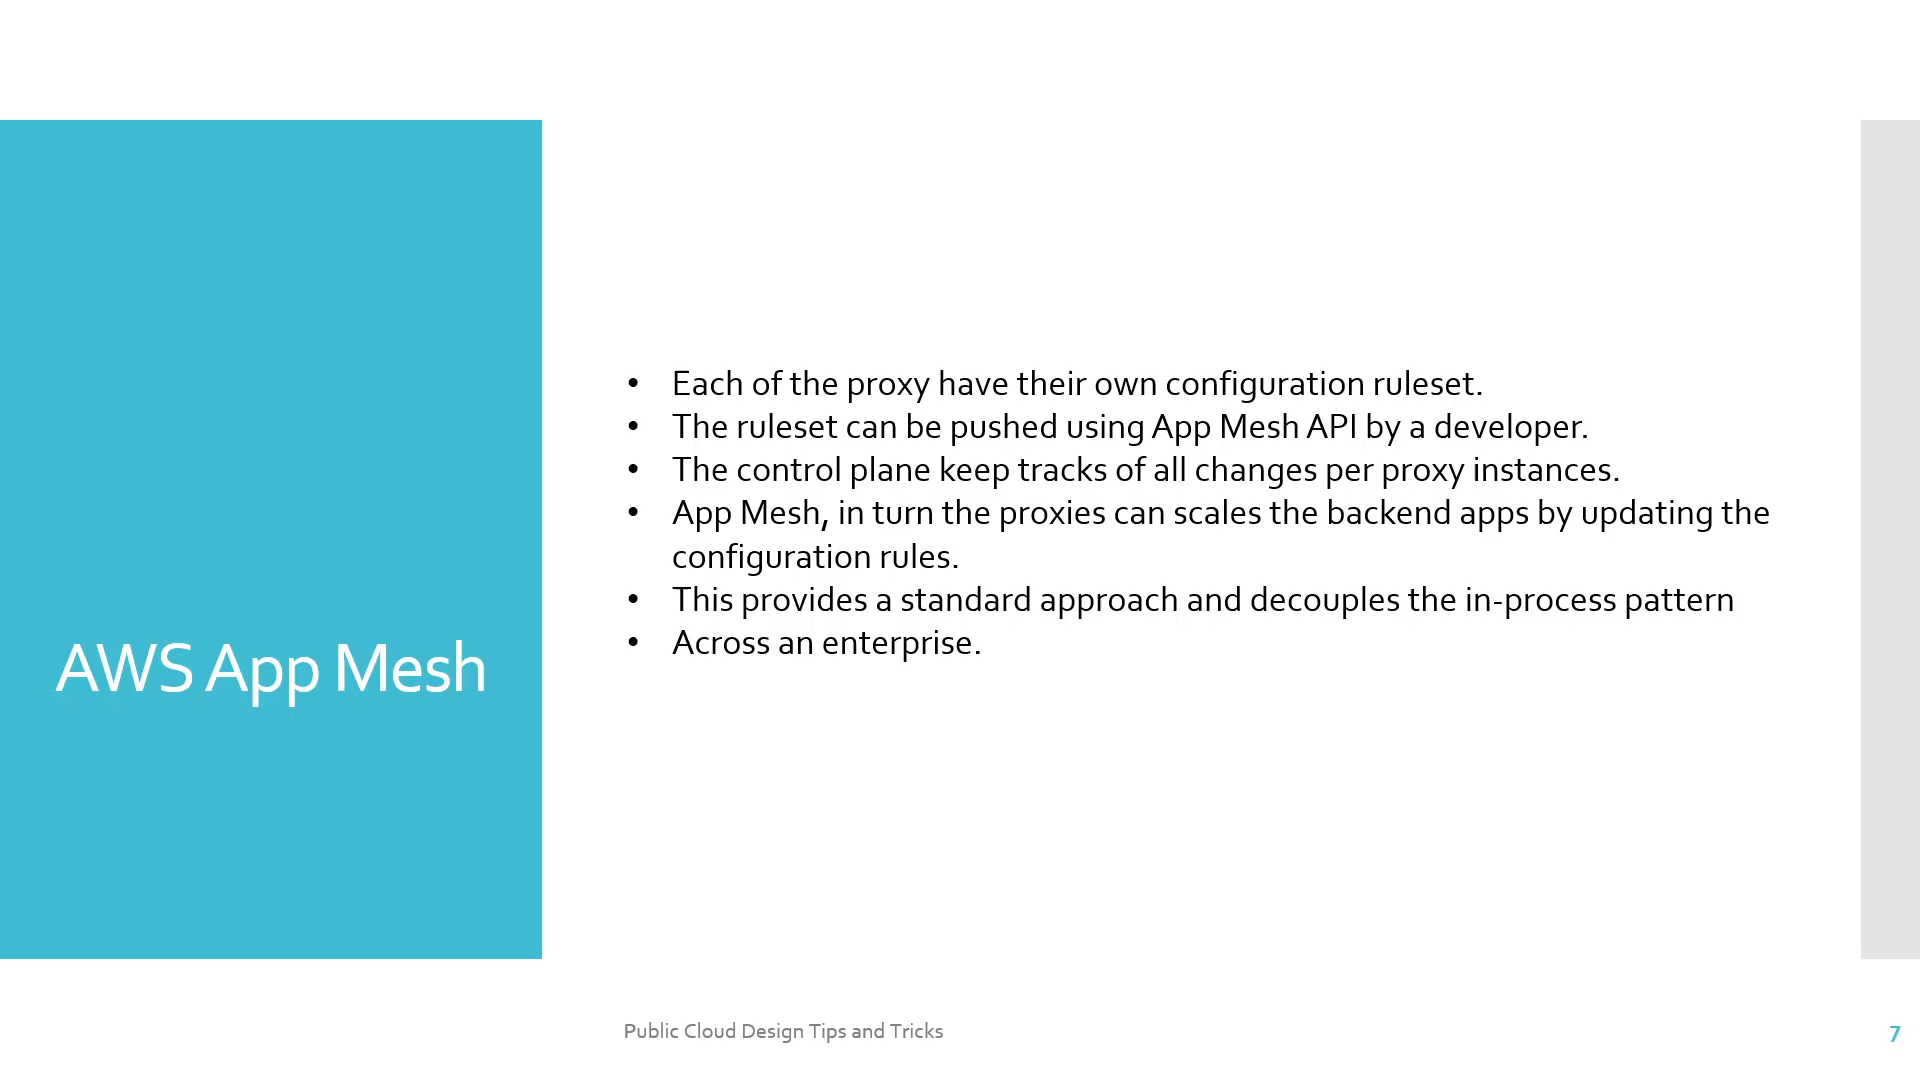 AWS App Mesh
• Each of the proxy have their own configuration ruleset.
• The ruleset can be pushed using App Mesh API by a developer.
• The control plane keep tracks of all changes per proxy instances.
• App Mesh, in turn the proxies can scales the backend apps by updating the
configuration rules.
• This provides a standard approach and decouples the in-process pattern
• Across an enterprise.
Public Cloud Design Tips and Tricks
7